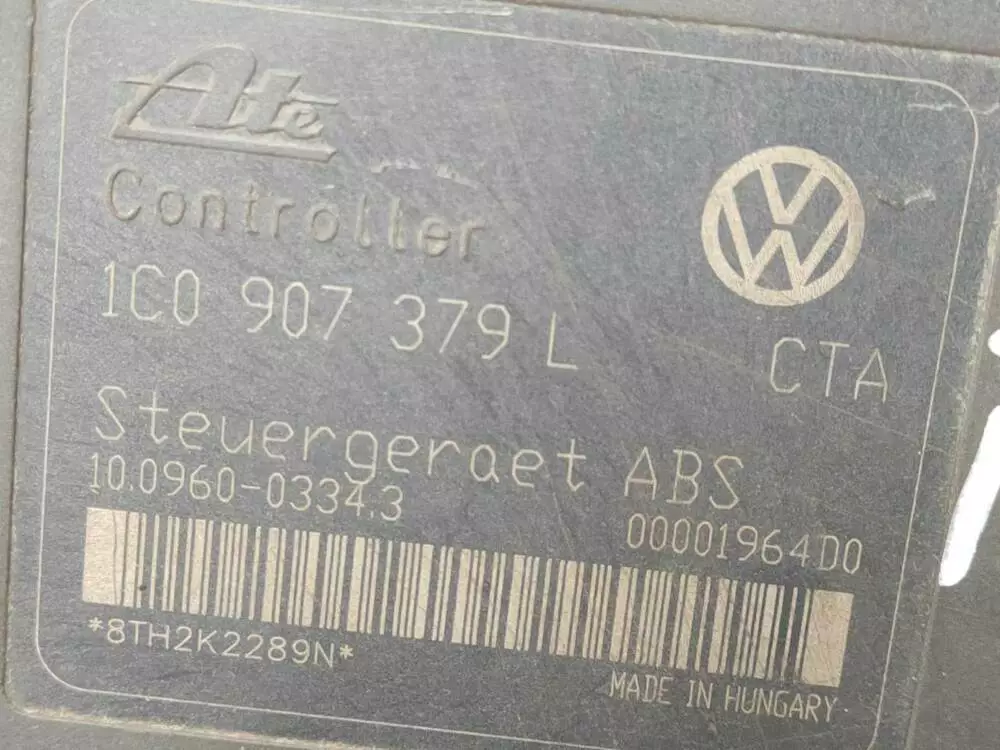 Ate
Controller
1C0 907 379 L
CTA
Steuergeraet ABS
10.0960-0334.3
00001964D0
*8TH2K2289N*
MADE IN HUNGARY